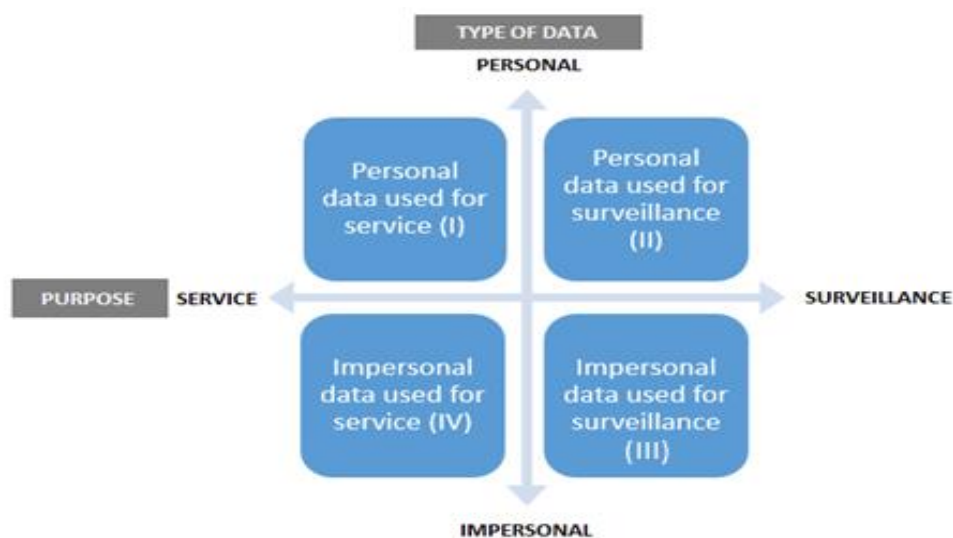 TYPE OF DATA
PERSONAL
Personal
data used for
service (I)
Personal
data used for
surveillance
(II)
PURPOSE
SERVICE
SURVEILLANCE
Impersonal
data used for
service (IV)
Impersonal
data used for
surveillance
(III)
IMPERSONAL